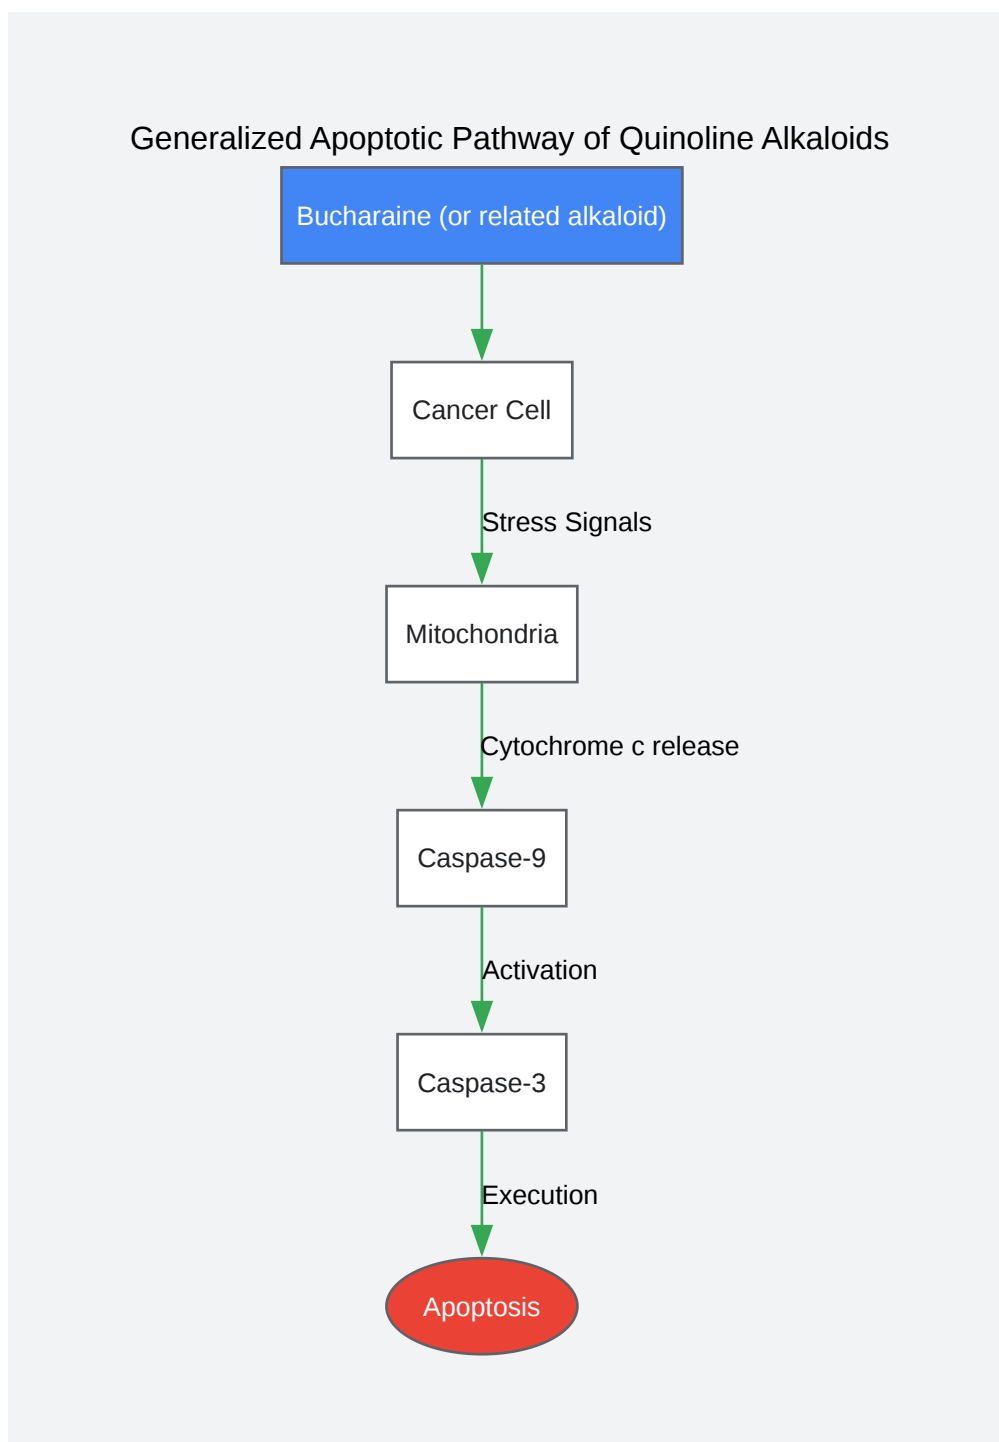 Generalized Apoptotic Pathway of Quinoline Alkaloids
Bucharaine (or related alkaloid)
Cancer Cell
Stress Signals
Mitochondria
Cytochrome c release
Caspase-9
Activation
Caspase-3
Execution
Apoptosis